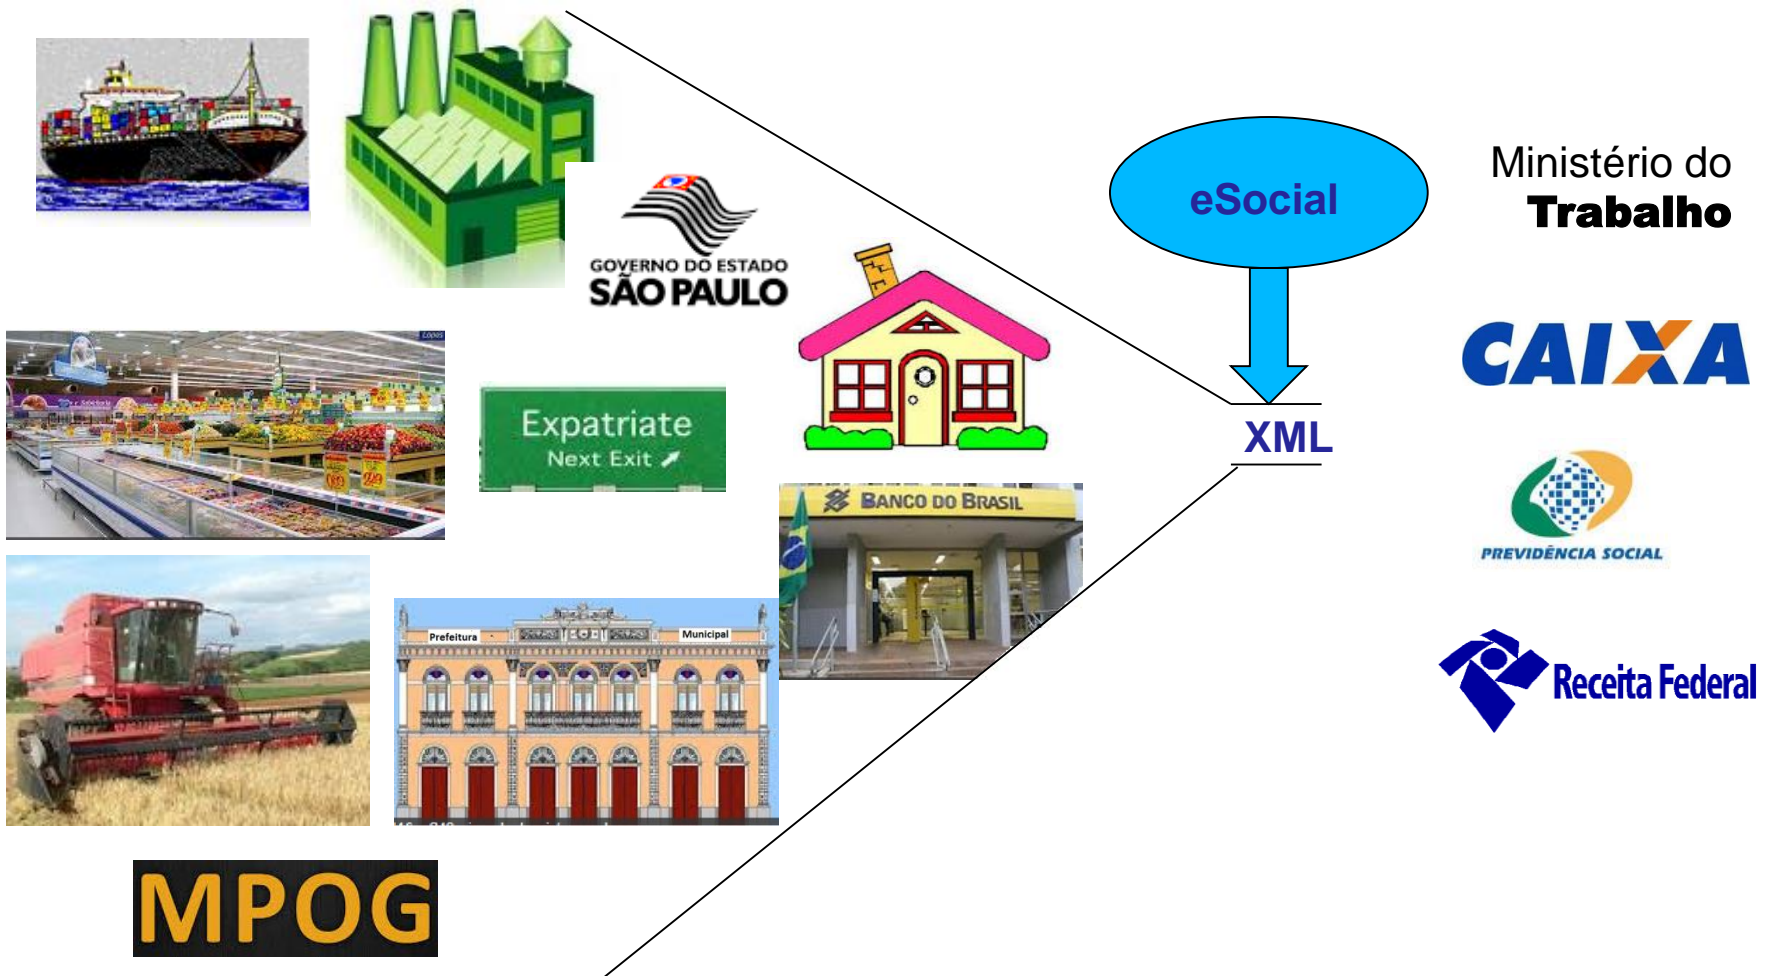 GOVERNO DO ESTADO
SÃO PAULO
eSocial
Ministério do
Trabalho
CAIXA
Lopes
Expatriate
Next Exit
XML
BANCO DO BRASIL
PREVIDÊNCIA SOCIAL
Prefeitura
Municipal
Receita Federal
MPOG